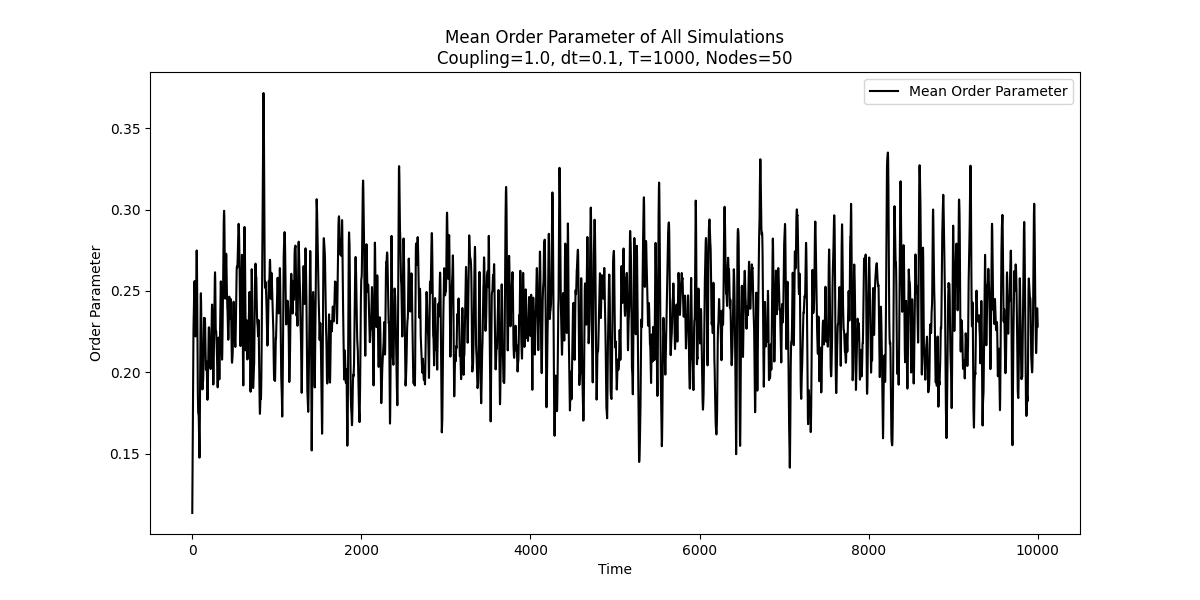 Mean Order Parameter of All Simulations
Coupling=1.0, dt=0.1, T=1000, Nodes=50
Mean Order Parameter
0.35
0.30
0.25
0.20
0.15
Order Parameter
0 2000 4000 6000 8000 10000
Time